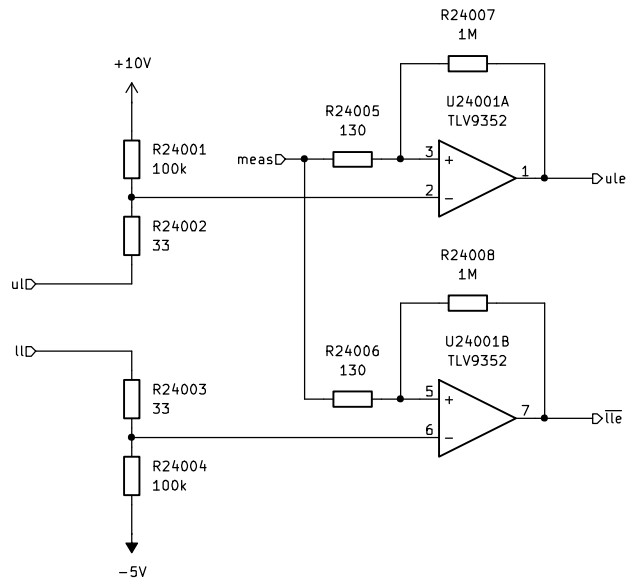 R24007
1M
+10V
U24001A
TLV9352
R24005
130
R24001
100k
meas
3
+
1
ule
2
−
R24002
33
ul
R24008
1M
ll
R24006
130
U24001B
TLV9352
R24003
33
5
+
7
lle
6
−
R24004
100k
−5V